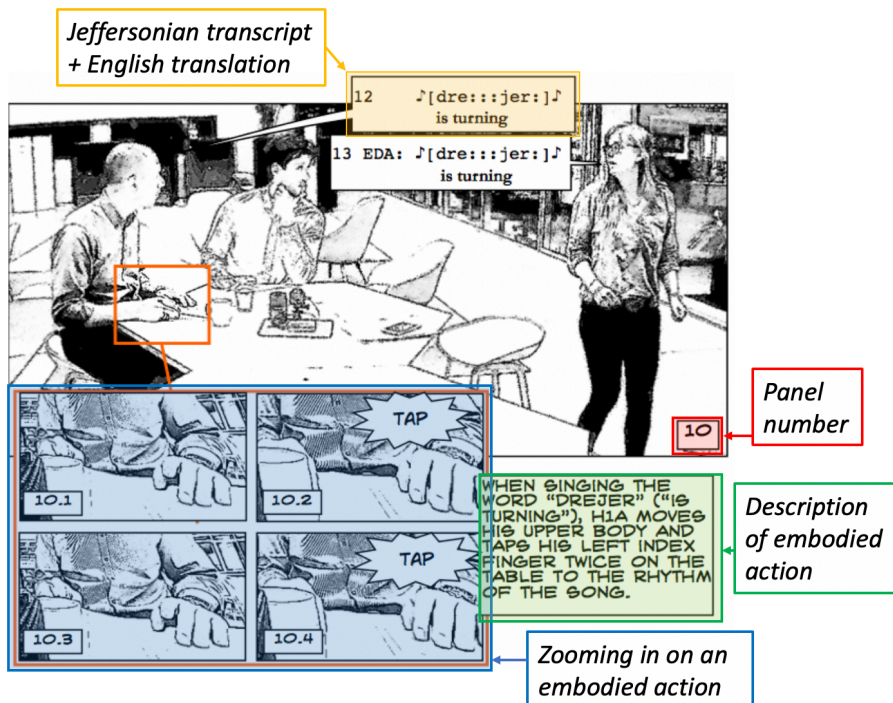 Jeffersonian transcript
+ English translation
12 ♪[dre:::jer:]♪
is turning
13 EDA: ♪[dre:::jer:]♪
is turning
Panel
number
10
TAP
10.1
10.2
TAP
10.3
10.4
WHEN SINGING THE
WORD "DREJER" ("IS
TURNING"), H1A MOVES
HIS UPPER BODY AND
TAPS HIS LEFT INDEX
FINGER TWICE ON THE
TABLE TO THE RHYTHM
OF THE SONG.
Description
of embodied
action
Zooming in on an
embodied action